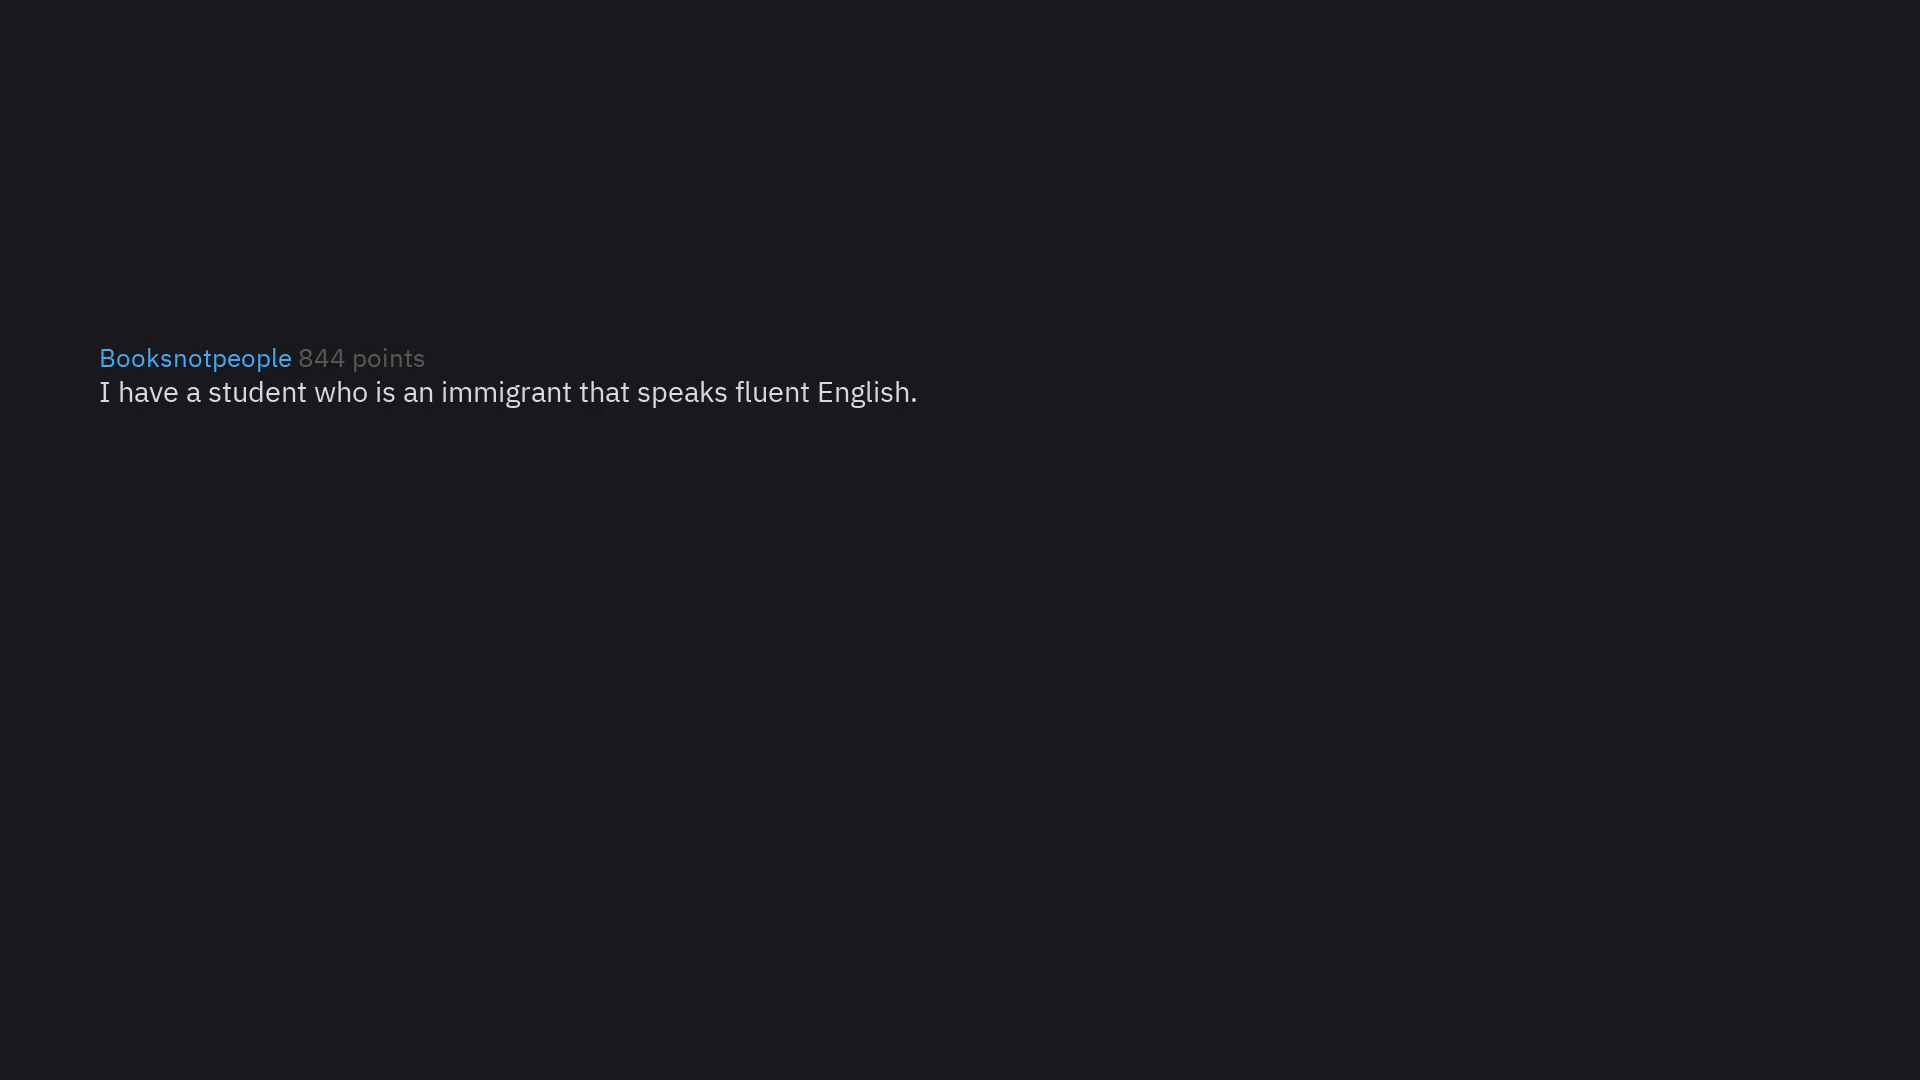 Booksnotpeople 844 points
I have a student who is an immigrant that speaks fluent English.